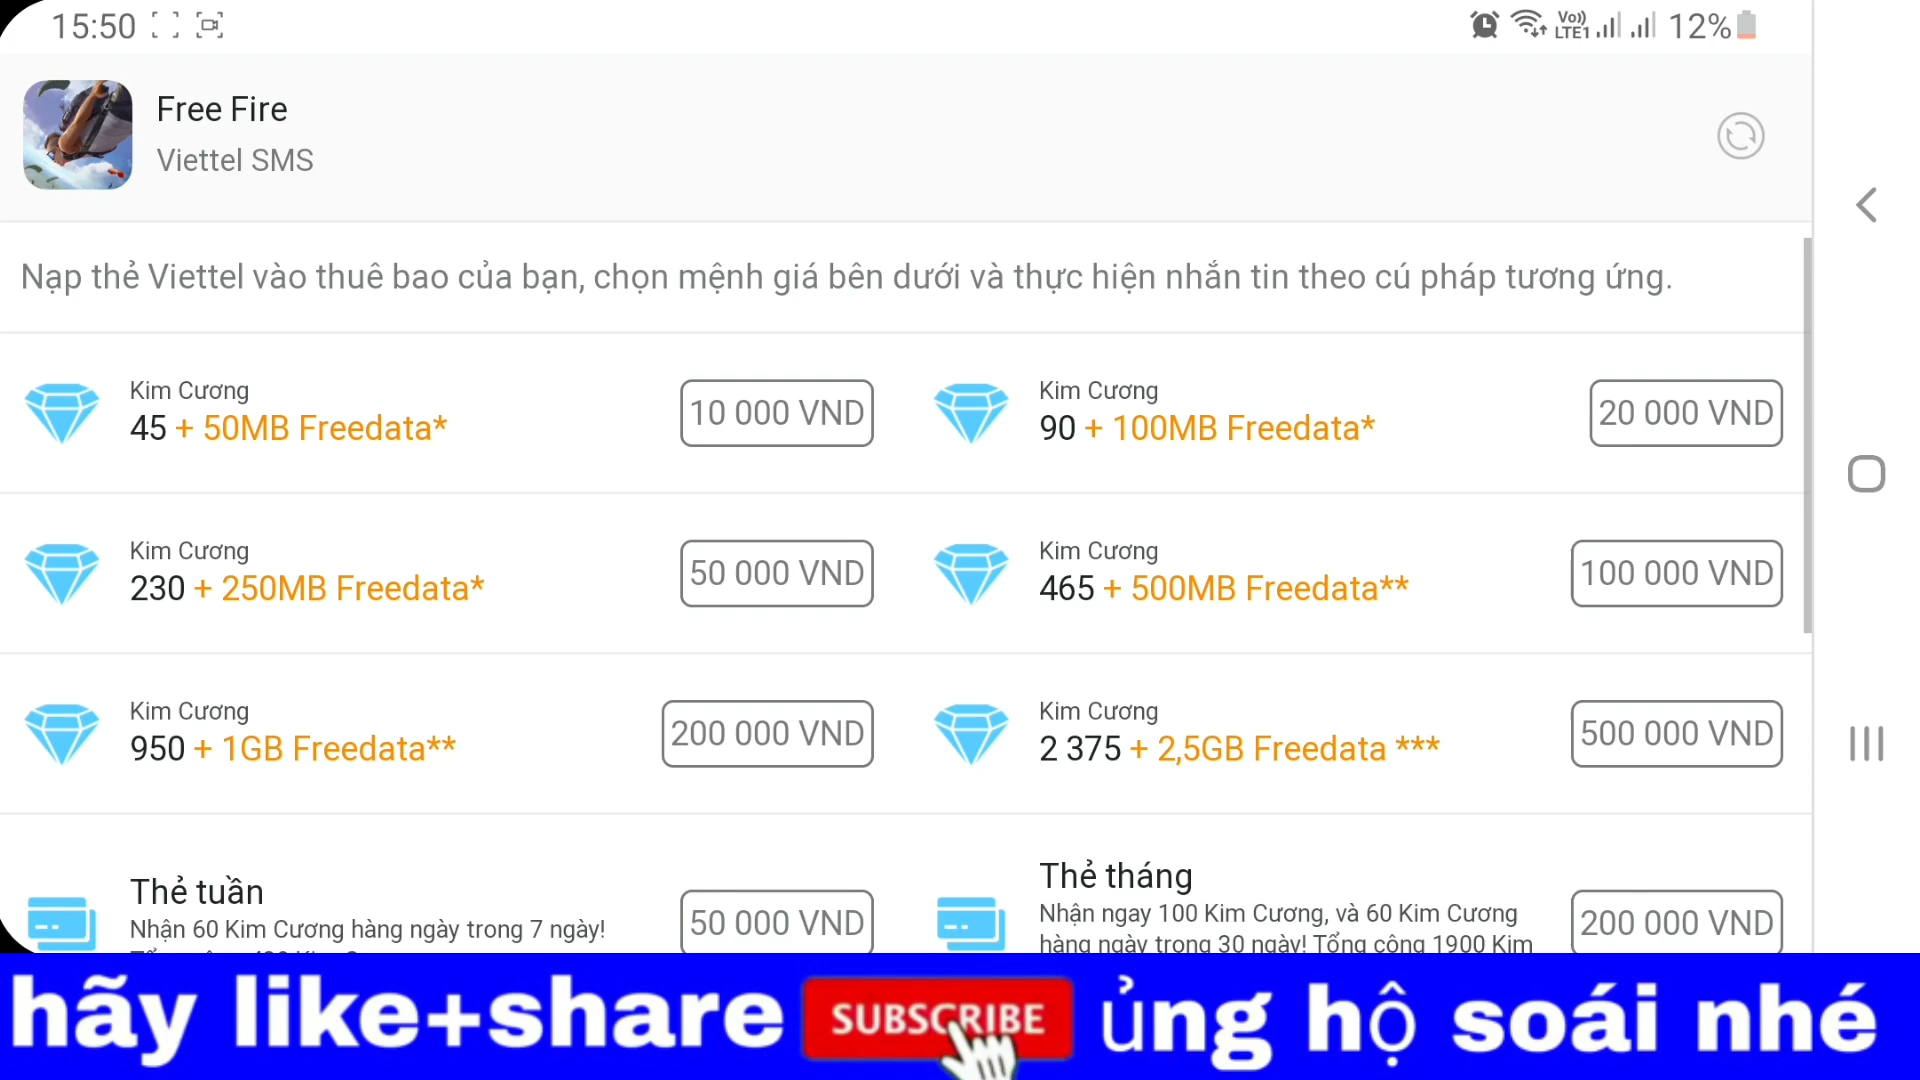 15:50
Vo)) LTE1 12%
Free Fire
Viettel SMS
Nạp thẻ Viettel vào thuê bao của bạn, chọn mệnh giá bên dưới và thực hiện nhắn tin theo cú pháp tương ứng.
Kim Cương
45 + 50MB Freedata*
10 000 VND
Kim Cương
90 + 100MB Freedata*
20 000 VND
Kim Cương
230 + 250MB Freedata*
50 000 VND
Kim Cương
465 + 500MB Freedata**
100 000 VND
Kim Cương
950 + 1GB Freedata**
200 000 VND
Kim Cương
2 375 + 2,5GB Freedata ***
500 000 VND
Thẻ tuần
Nhận 60 Kim Cương hàng ngày trong 7 ngày!
50 000 VND
Thẻ tháng
Nhận ngay 100 Kim Cương, và 60 Kim Cương
hàng ngày trong 30 ngày! Tổng cộng 1900 Kim
200 000 VND
hãy like+share SUBSCRIBE ủng hộ soái nhé